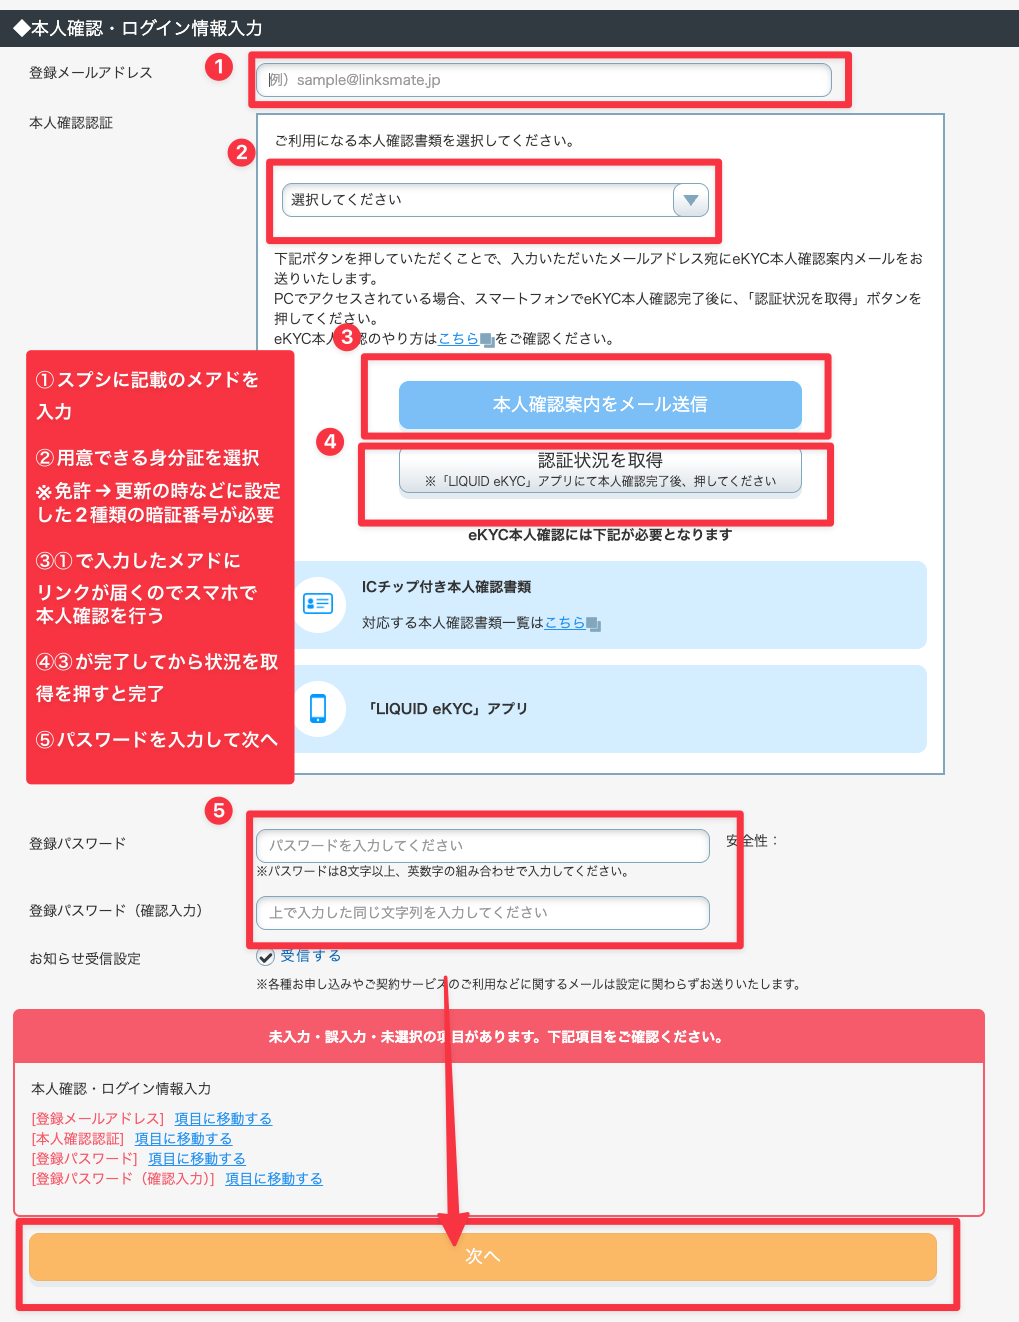 ◆本人確認・ログイン情報入力
登録メールアドレス
1
例）sample@linksmate.jp
本人確認認証
ご利用になる本人確認書類を選択してください。
2
選択してください
下記ボタンを押していただくことで、入力いただいたメールアドレス宛にeKYC本人確認案内メールをお
送りいたします。
PCでアクセスされている場合、スマートフォンでeKYC本人確認完了後に、「認証状況を取得」ボタンを
押してください。
eKYC本人
認のやり方はこちらをご確認ください。
3
本人確認案内をメール送信
4
認証状況を取得
※「LIQUID eKYC」アプリにて本人確認完了後、押してください
eKYC本人確認には下記が必要となります
ICチップ付き本人確認書類
対応する本人確認書類一覧はこちら
「LIQUID eKYC」アプリ
①スプシに記載のメアドを
入力
②用意できる身分証を選択
※免許→更新の時などに設定
した２種類の暗証番号が必要
③①で入力したメアドに
リンクが届くのでスマホで
本人確認を行う
④③が完了してから状況を取
得を押すと完了
⑤パスワードを入力して次へ
5
登録パスワード
パスワードを入力してください
安全性：
※パスワードは8文字以上、英数字の組み合わせで入力してください。
登録パスワード（確認入力）
上で入力した同じ文字列を入力してください
お知らせ受信設定
受信する
※各種お申し込みやご契約サービスのご利用などに関するメールは設定に関わらずお送りいたします。
未入力・誤入力・未選択の項目があります。下記項目をご確認ください。
本人確認・ログイン情報入力
[登録メールアドレス] 項目に移動する
[本人確認認証] 項目に移動する
[登録パスワード] 項目に移動する
[登録パスワード（確認入力）] 項目に移動する
次へ